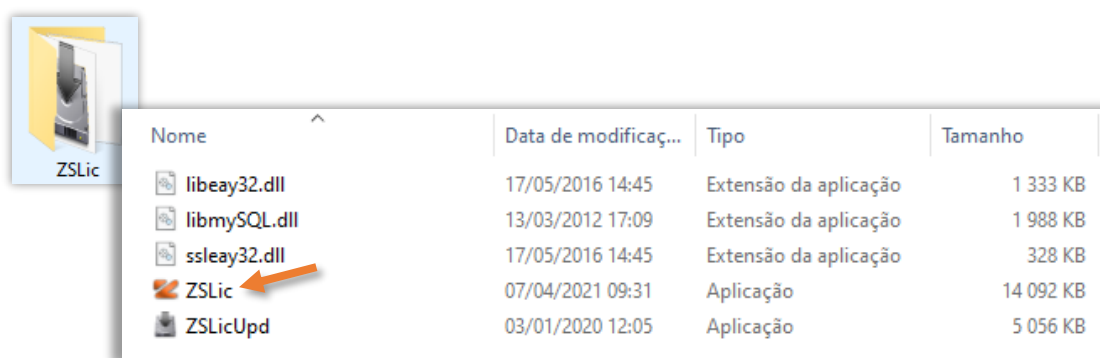 ZSLic
Nome Data de modificaç... Tipo Tamanho
libeay32.dll 17/05/2016 14:45 Extensão da aplicação 1 333 KB
libmySQL.dll 13/03/2012 17:09 Extensão da aplicação 1 988 KB
ssleay32.dll 17/05/2016 14:45 Extensão da aplicação 328 KB
ZSLic 07/04/2021 09:31 Aplicação 14 092 KB
ZSLicUpd 03/01/2020 12:05 Aplicação 5 056 KB